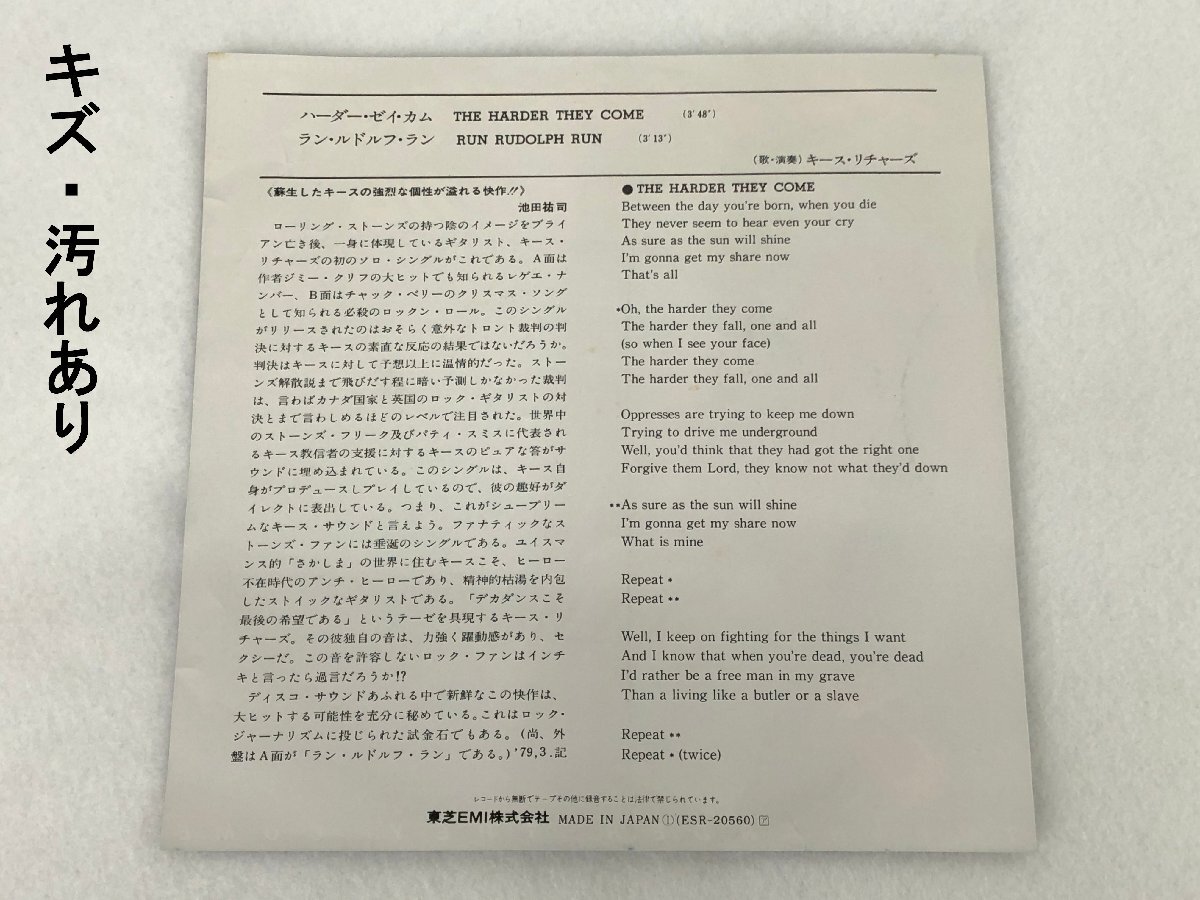 キズ・汚れあり
ハーダー・ゼイ・カム THE HARDER THEY COME (3'48")
ラン・ルドルフ・ラン RUN RUDOLPH RUN (3'13")
(歌・演奏) キース・リチャーズ
《蘇生したキースの強烈な個性が溢れる快作!!》
池田祐司
ローリング・ストーンズの持つ陰のイメージをブライ
アン亡き後、一身に体現しているギタリスト、キース・
リチャーズの初のソロ・シングルがこれである。A面は
作者ジミー・クリフの大ヒットでも知られるレゲエ・ナ
ンバー、B面はチャック・ベリーのクリスマス・ソング
として知られる必殺のロックン・ロール。このシングル
がリリースされたのはおそらく意外なトロント裁判の判
決に対するキースの素直な反応の結果ではないだろうか。
判決はキースに対して予想以上に温情的だった。ストー
ンズ解散説まで飛びだす程に暗い予測しかなかった裁判
は、言わばカナダ国家と英国のロック・ギタリストの対
決とまで言わしめるほどのレベルで注目された。世界中
のストーンズ・フリーク及びパティ・スミスに代表され
るキース教信者の支援に対するキースのピュアな答がサ
ウンドに埋め込まれている。このシングルは、キース自
身がプロデュースしプレイしているので、彼の趣好がダ
イレクトに表出している。つまり、これがシュープリー
ムなキース・サウンドと言えよう。ファナティックなス
トーンズ・ファンには垂涎のシングルである。ユイスマ
ンス的「さかしま」の世界に住むキースこそ、ヒーロー
不在時代のアンチ・ヒーローであり、精神的枯湯を内包
したストイックなギタリストである。「デカダンスこそ
最後の希望である」というテーゼを具現するキース・リ
チャーズ。その彼独自の音は、力強く躍動感があり、セ
クシーだ。この音を許容しないロック・ファンはインチ
キと言ったら過言だろうか!?
ディスコ・サウンドあふれる中で新鮮なこの快作は、
大ヒットする可能性を充分に秘めている。これはロック・
ジャーナリズムに投じられた試金石でもある。(尚、外
盤はA面が「ラン・ルドルフ・ラン」である。)'79,3.記
●THE HARDER THEY COME
Between the day you're born, when you die
They never seem to hear even your cry
As sure as the sun will shine
I'm gonna get my share now
That's all
*Oh, the harder they come
The harder they fall, one and all
(so when I see your face)
The harder they come
The harder they fall, one and all
Oppresses are trying to keep me down
Trying to drive me underground
Well, you'd think that they had got the right one
Forgive them Lord, they know not what they'd down
**As sure as the sun will shine
I'm gonna get my share now
What is mine
Repeat *
Repeat **
Well, I keep on fighting for the things I want
And I know that when you're dead, you're dead
I'd rather be a free man in my grave
Than a living like a butler or a slave
Repeat **
Repeat * (twice)
レコードから無断でテープその他に録音することは法律で禁じられています。
東芝EMI株式会社 MADE IN JAPAN①(ESR-20560)